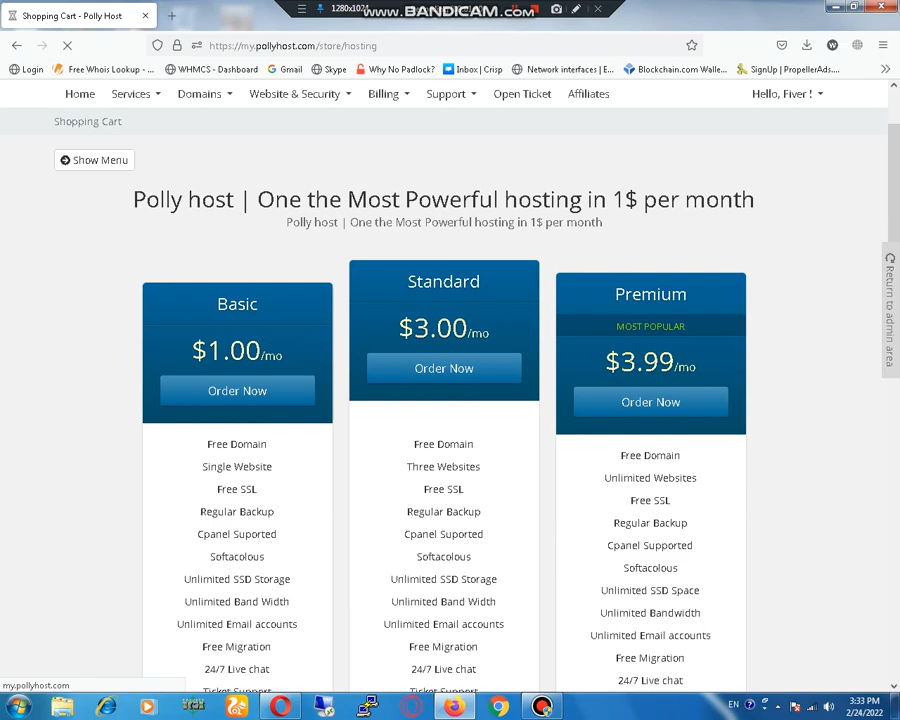 Shopping Cart - Polly Host
1280x1024
www.BANDICAM.com
https://my.pollyhost.com/store/hosting
Login
Free Whois Lookup - ...
WHMCS - Dashboard
Gmail
Skype
Why No Padlock?
Inbox | Crisp
Network interfaces | E...
Blockchain.com Walle...
SignUp | PropellerAds....
Home
Services
Domains
Website & Security
Billing
Support
Open Ticket
Affiliates
Hello, Fiver !
Shopping Cart
Show Menu
Polly host | One the Most Powerful hosting in 1$ per month
Polly host | One the Most Powerful hosting in 1$ per month
Basic
$1.00/mo
Order Now
Free Domain
Single Website
Free SSL
Regular Backup
Cpanel Suported
Softacolous
Unlimited SSD Storage
Unlimited Band Width
Unlimited Email accounts
Free Migration
24/7 Live chat
Ticket Support
Standard
$3.00/mo
Order Now
Free Domain
Three Websites
Free SSL
Regular Backup
Cpanel Suported
Softacolous
Unlimited SSD Storage
Unlimited Band Width
Unlimited Email accounts
Free Migration
24/7 Live chat
Ticket Support
Premium
MOST POPULAR
$3.99/mo
Order Now
Free Domain
Unlimited Websites
Free SSL
Regular Backup
Cpanel Supported
Softacolous
Unlimited SSD Space
Unlimited Bandwidth
Unlimited Email accounts
Free Migration
24/7 Live chat
Return to admin area
my.pollyhost.com
EN
3:33 PM
2/24/2022